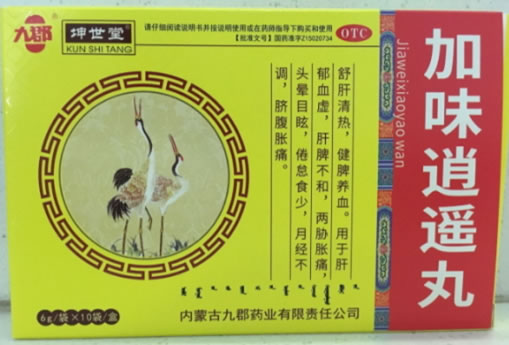 九郡
坤世堂
KUN SHI TANG
请仔细阅读说明书并按说明使用或在药师指导下购买和使用
【批准文号】国药准字Z15020734
OTC
加味逍遥丸
Jiaweixiaoyao wan
舒肝清热，健脾养血。用于肝
郁血虚，肝脾不和，两胁胀痛，
头晕目眩，倦怠食少，月经不
调，脐腹胀痛。
6g/袋×10袋/盒
内蒙古九郡药业有限责任公司